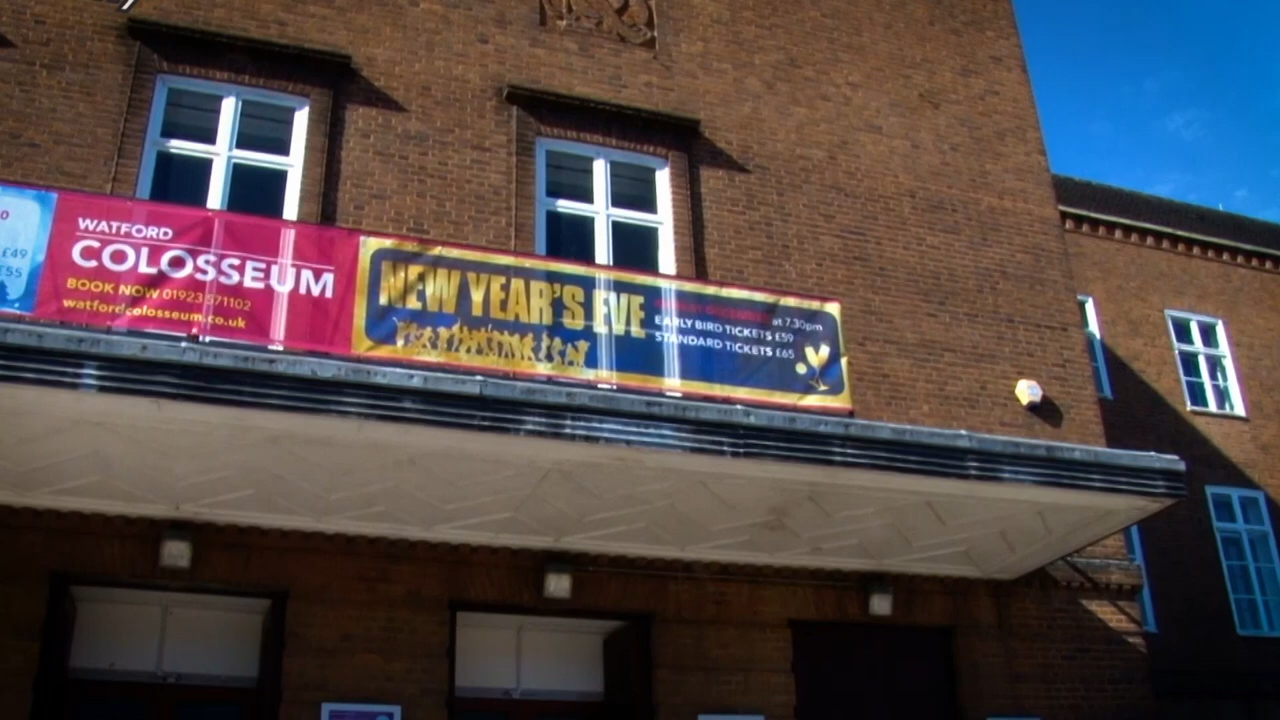 0
£49
£55
WATFORD
COLOSSEUM
BOOK NOW 01923 571102
watfordcolosseum.co.uk
NEW YEAR'S EVE
at 7.30pm
EARLY BIRD TICKETS £59
STANDARD TICKETS £65